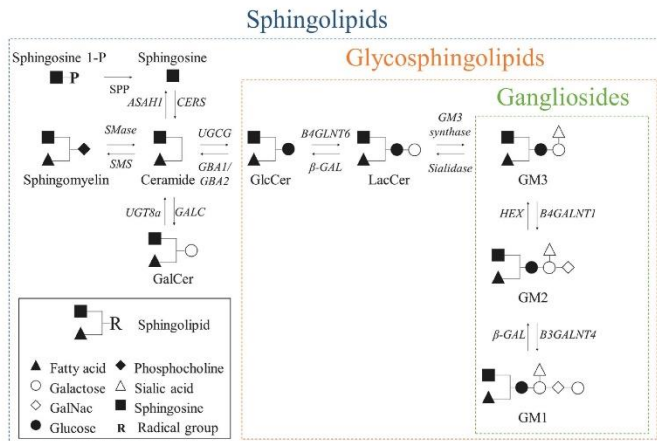 Sphingolipids
Glycosphingolipids
Gangliosides
Sphingosine 1-P
Sphingosine
P
SPP
ASAH1
CERS
SMase
SMS
UGCG
GBA1/
GBA2
B4GLNT6
β-GAL
GM3
synthase
Sialidase
Sphingomyelin
Ceramide
GlcCer
LacCer
GM3
UGT8a
GALC
HEX
B4GALNT1
GalCer
GM2
R Sphingolipid
β-GAL
B3GALNT4
Fatty acid
Phosphocholine
Galactose
Sialic acid
GalNac
Sphingosine
Glucose
R Radical group
GM1